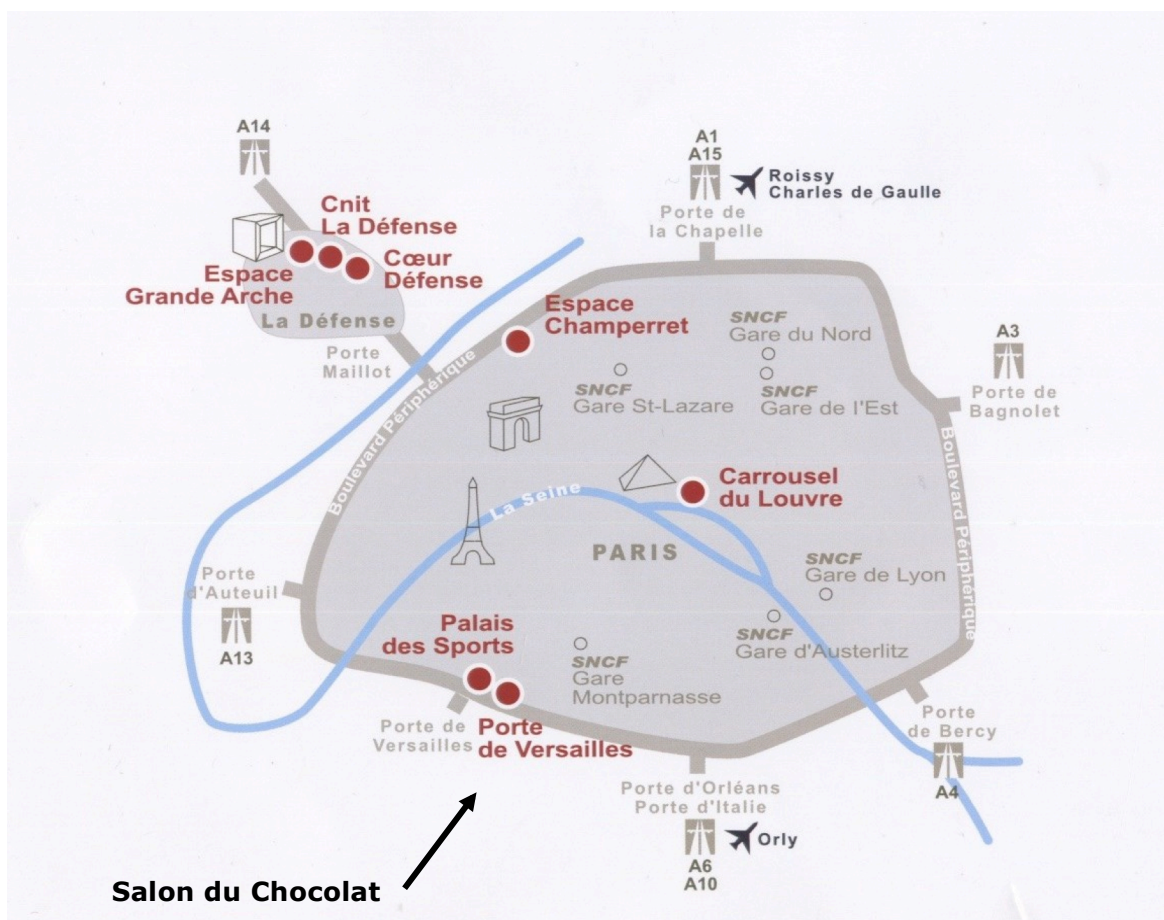 A14
A1
A15
Roissy
Charles de Gaulle
Porte de
la Chapelle
Cnit
La Défense
Cœur
Défense
Espace
Grande Arche
La Défense
Porte
Maillot
Espace
Champerret
SNCF
Gare du Nord
SNCF
Gare St-Lazare
SNCF
Gare de l'Est
A3
Porte de
Bagnolet
Boulevard Périphérique
Boulevard Périphérique
La Seine
Carrousel
du Louvre
PARIS
SNCF
Gare de Lyon
Porte
d'Auteuil
A13
Palais
des Sports
SNCF
Gare
Montparnasse
SNCF
Gare d'Austerlitz
Porte de
Versailles
Porte
de Versailles
Porte
de Bercy
A4
Porte d'Orléans
Porte d'Italie
Orly
A6
A10
Salon du Chocolat